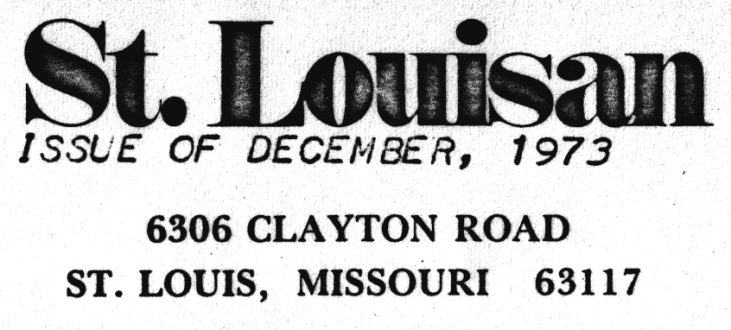 St. Louisan
ISSUE OF DECEMBER, 1973
6306 CLAYTON ROAD
ST. LOUIS, MISSOURI 63117